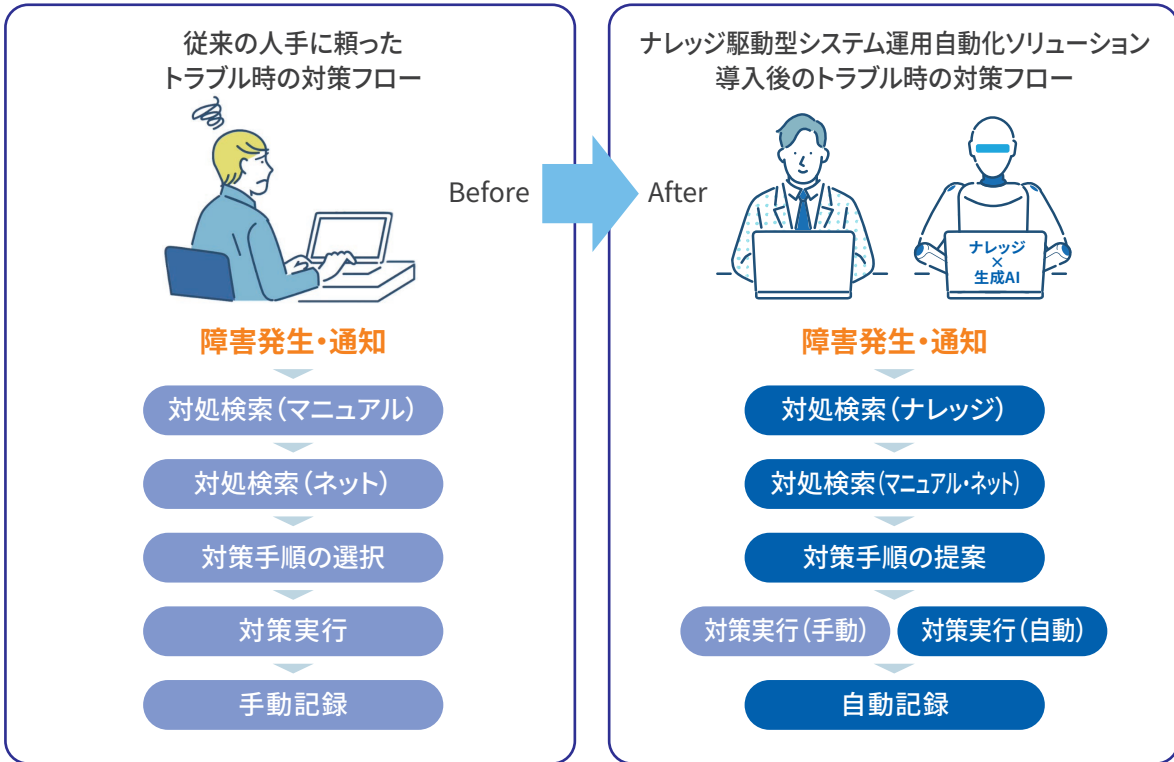 従来の人手に頼った
トラブル時の対策フロー
Before
障害発生・通知
対処検索(マニュアル)
対処検索(ネット)
対策手順の選択
対策実行
手動記録
ナレッジ駆動型システム運用自動化ソリューション
導入後のトラブル時の対策フロー
After
ナレッジ
×
生成AI
障害発生・通知
対処検索(ナレッジ)
対処検索(マニュアル・ネット)
対策手順の提案
対策実行(手動) 対策実行(自動)
自動記録